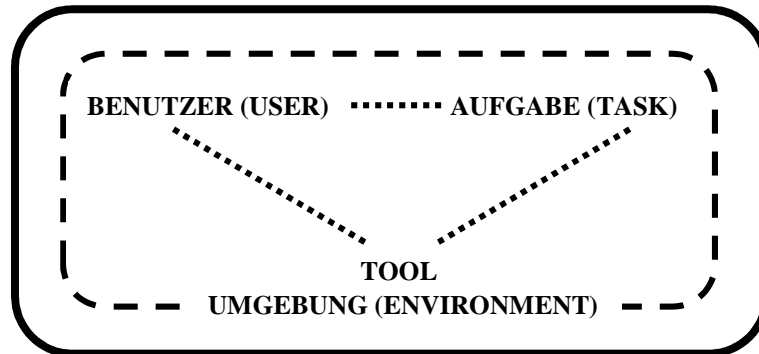 BENUTZER (USER) AUFGABE (TASK)
TOOL
UMGEBUNG (ENVIRONMENT)